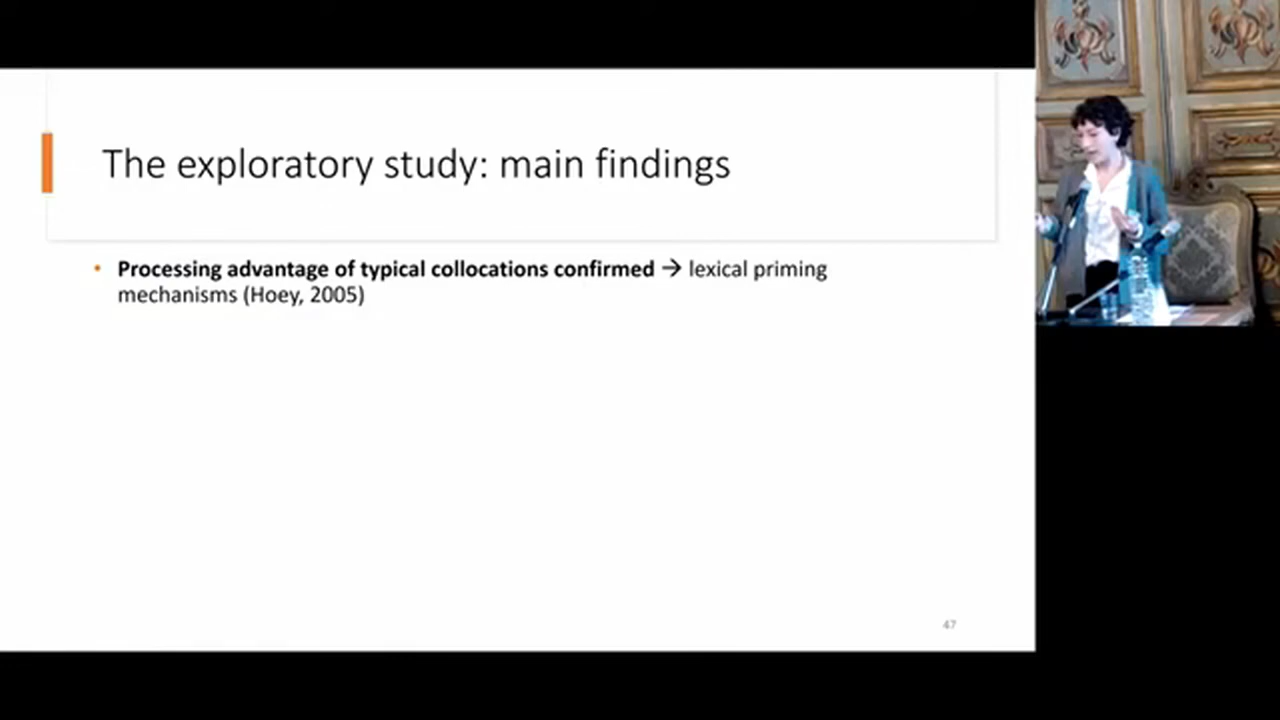 The exploratory study: main findings
• Processing advantage of typical collocations confirmed → lexical priming
mechanisms (Hoey, 2005)
47